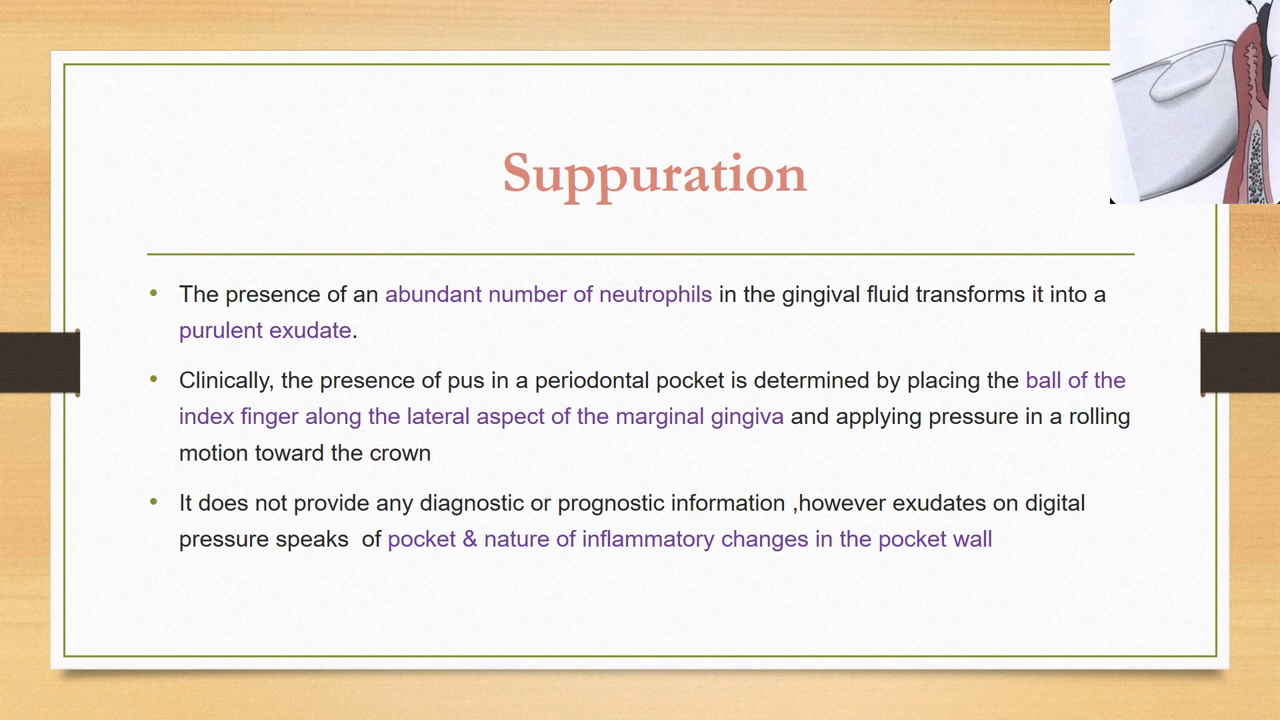 Suppuration
• The presence of an abundant number of neutrophils in the gingival fluid transforms it into a
purulent exudate.
• Clinically, the presence of pus in a periodontal pocket is determined by placing the ball of the
index finger along the lateral aspect of the marginal gingiva and applying pressure in a rolling
motion toward the crown
• It does not provide any diagnostic or prognostic information ,however exudates on digital
pressure speaks  of pocket & nature of inflammatory changes in the pocket wall